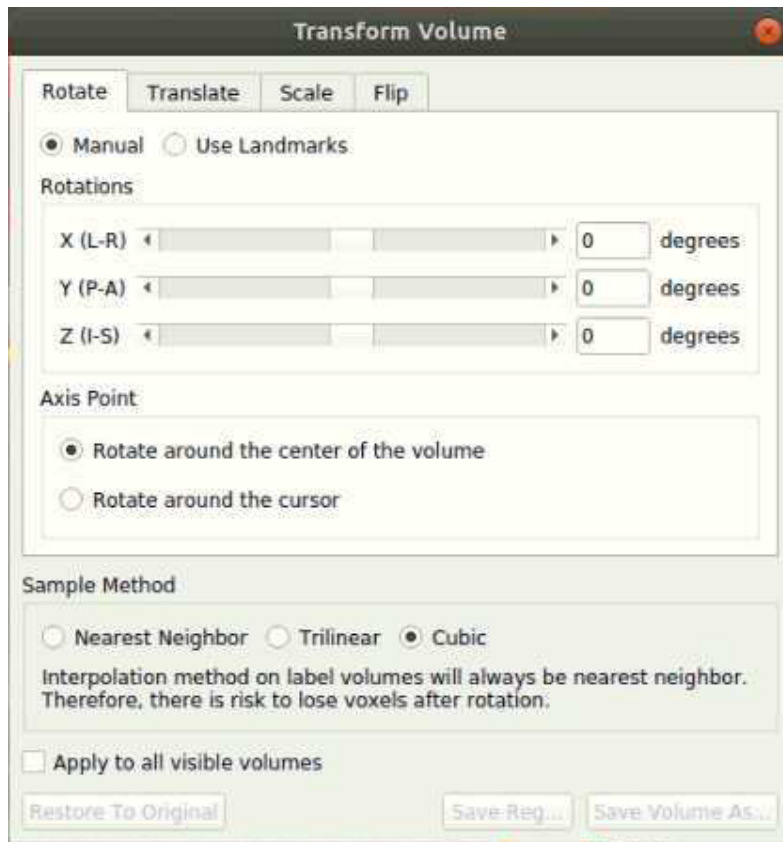 Transform Volume
Rotate Translate Scale Flip
Manual Use Landmarks
Rotations
X (L-R) 0 degrees
Y (P-A) 0 degrees
Z (I-S) 0 degrees
Axis Point
Rotate around the center of the volume
Rotate around the cursor
Sample Method
Nearest Neighbor Trilinear Cubic
Interpolation method on label volumes will always be nearest neighbor.
Therefore, there is risk to lose voxels after rotation.
Apply to all visible volumes
Restore To Original Save Reg... Save Volume As...